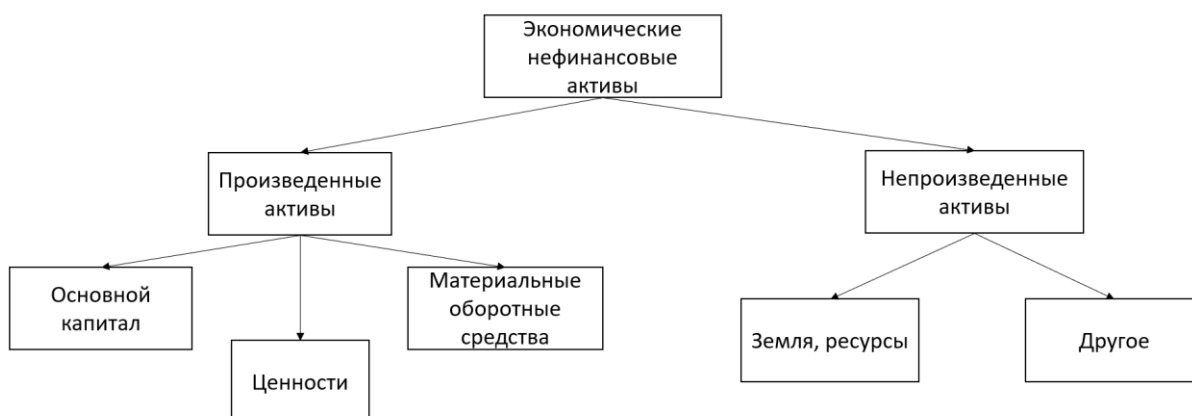 Экономические
нефинансовые
активы
Произведенные
активы
Непроизведенные
активы
Основной
капитал
Ценности
Материальные
оборотные
средства
Земля, ресурсы
Другое